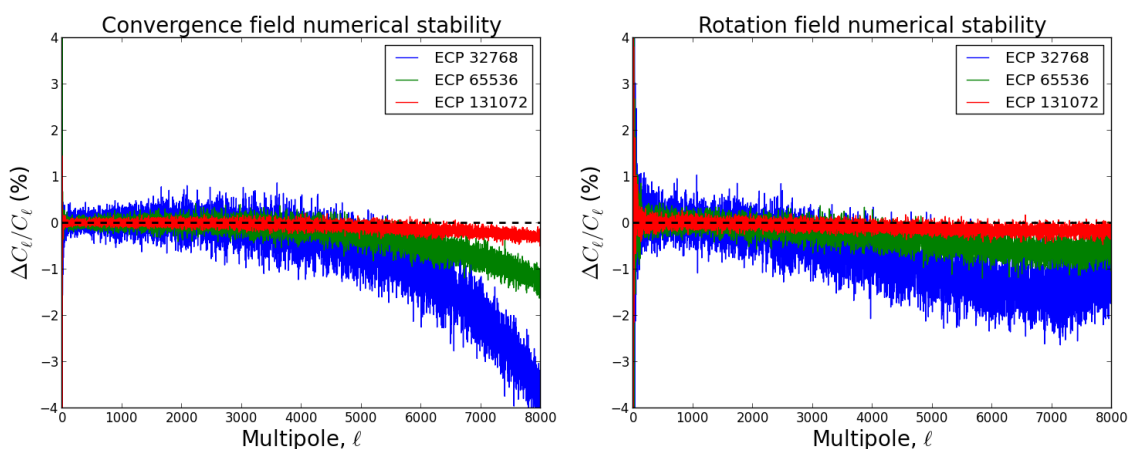 Convergence field numerical stability
ΔCℓ/Cℓ (%)
4
3
2
1
0
−1
−2
−3
−4
ECP 32768
ECP 65536
ECP 131072
0 1000 2000 3000 4000 5000 6000 7000 8000
Multipole, ℓ
Rotation field numerical stability
ΔCℓ/Cℓ (%)
4
3
2
1
0
−1
−2
−3
−4
ECP 32768
ECP 65536
ECP 131072
0 1000 2000 3000 4000 5000 6000 7000 8000
Multipole, ℓ